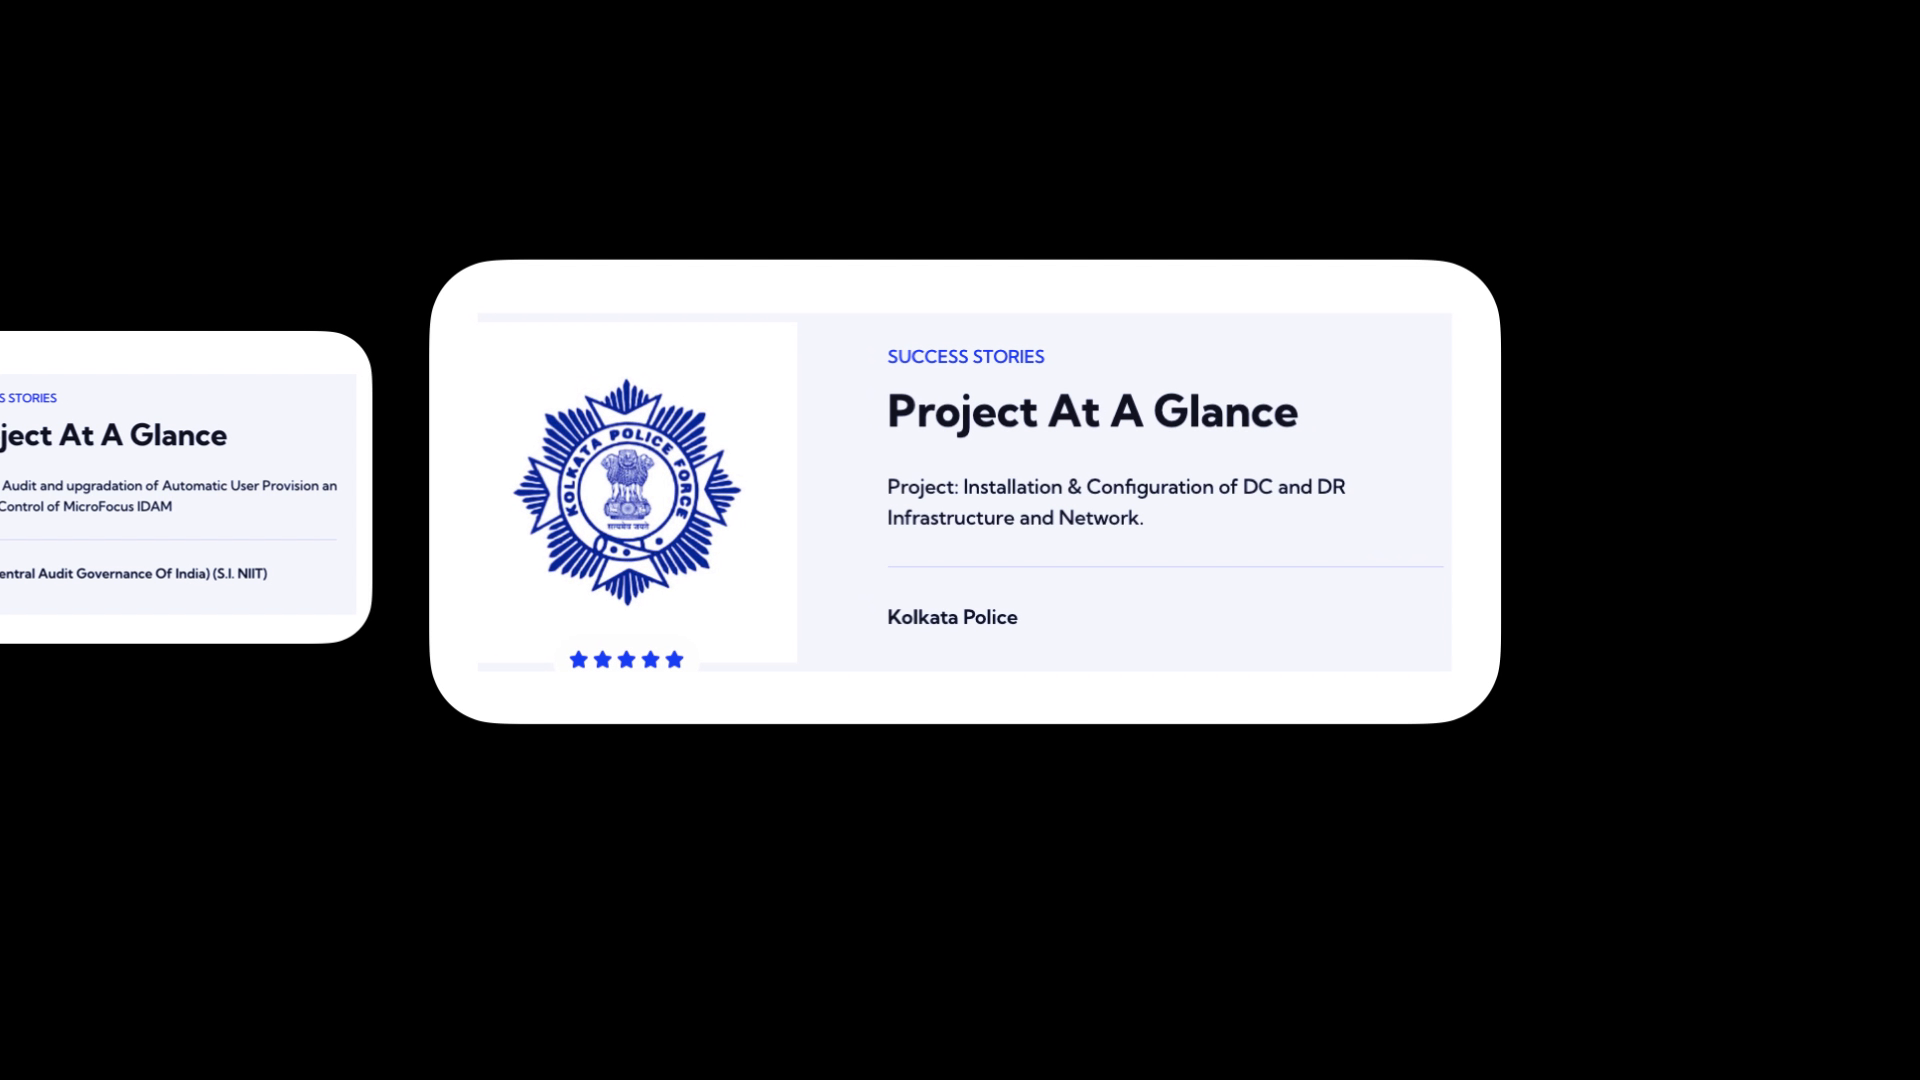 S STORIES
ject At A Glance
Audit and upgradation of Automatic User Provision an
Control of MicroFocus IDAM
entral Audit Governance Of India) (S.I. NIIT)
KOLKATA POLICE FORCE
सत्यमेव जयते
SUCCESS STORIES
Project At A Glance
Project: Installation & Configuration of DC and DR
Infrastructure and Network.
Kolkata Police